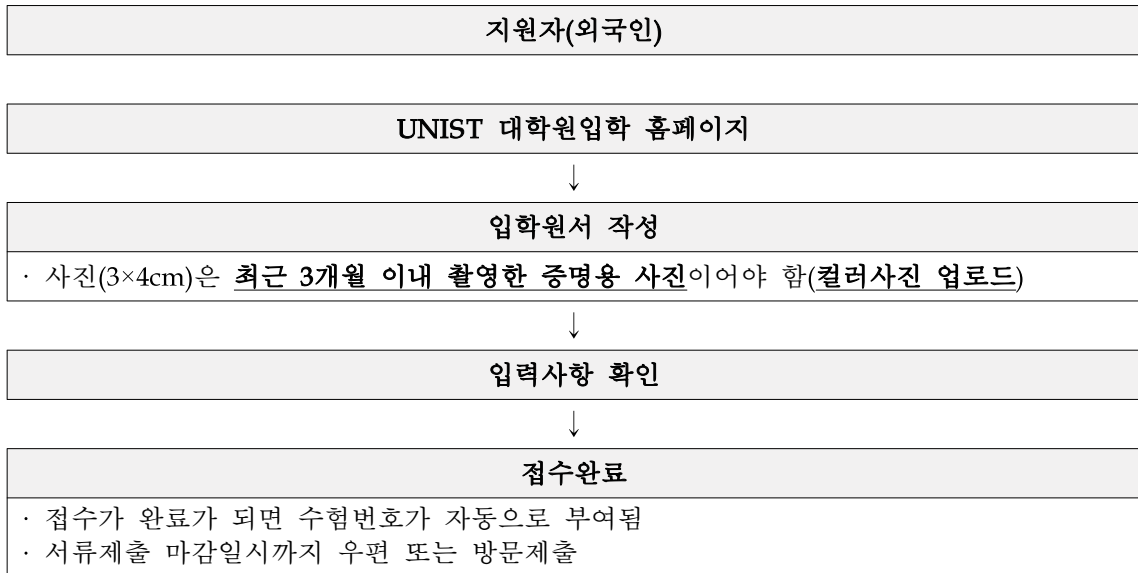 지원자(외국인)
UNIST 대학원입학 홈페이지
↓
입학원서 작성
· 사진(3×4cm)은 최근 3개월 이내 촬영한 증명용 사진이어야 함(컬러사진 업로드)
↓
입력사항 확인
↓
접수완료
· 접수가 완료가 되면 수험번호가 자동으로 부여됨
· 서류제출 마감일시까지 우편 또는 방문제출